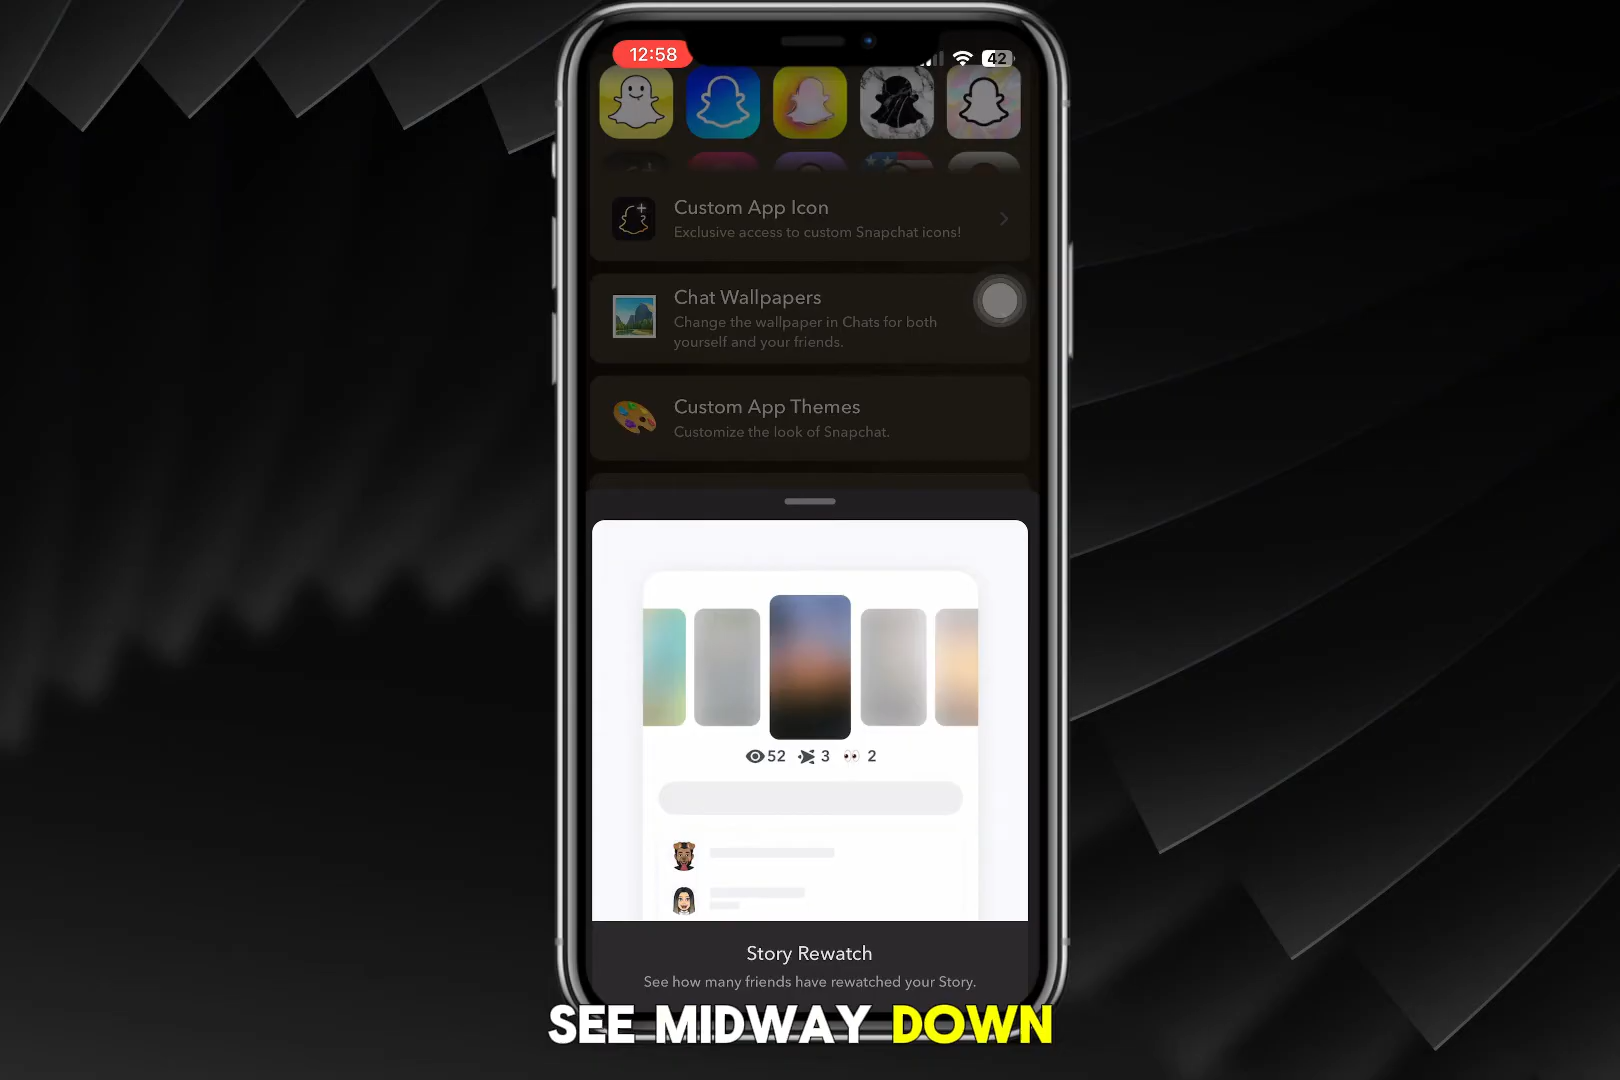 12:58
42
Custom App Icon
Exclusive access to custom Snapchat icons!
Chat Wallpapers
Change the wallpaper in Chats for both
yourself and your friends.
Custom App Themes
Customize the look of Snapchat.
52 3 2
Story Rewatch
See how many friends have rewatched your Story.
SEE MIDWAY DOWN